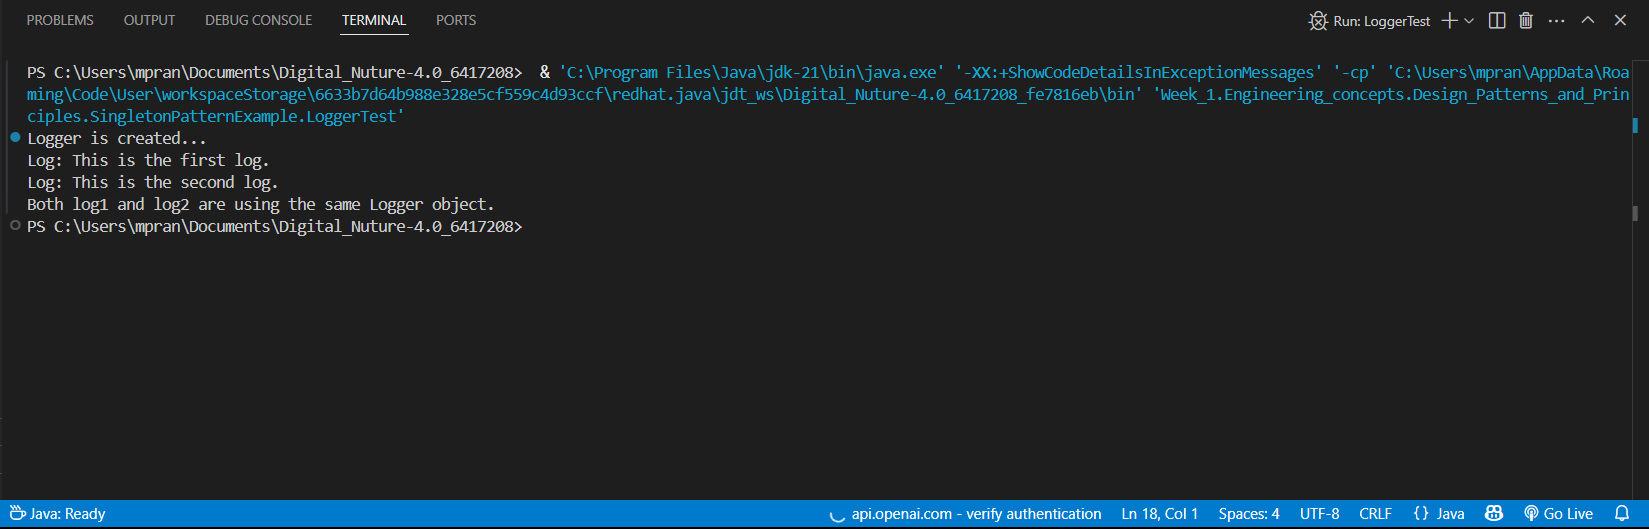 PROBLEMS OUTPUT DEBUG CONSOLE TERMINAL PORTS Run: LoggerTest
PS C:\Users\mpran\Documents\Digital_Nuture-4.0_6417208>  & 'C:\Program Files\Java\jdk-21\bin\java.exe' '-XX:+ShowCodeDetailsInExceptionMessages' '-cp' 'C:\Users\mpran\AppData\Roa
ming\Code\User\workspaceStorage\6633b7d64b988e328e5cf559c4d93ccf\redhat.java\jdt_ws\Digital_Nuture-4.0_6417208_fe7816eb\bin' 'Week_1.Engineering_concepts.Design_Patterns_and_Prin
ciples.SingletonPatternExample.LoggerTest'
Logger is created...
Log: This is the first log.
Log: This is the second log.
Both log1 and log2 are using the same Logger object.
PS C:\Users\mpran\Documents\Digital_Nuture-4.0_6417208>
Java: Ready api.openai.com - verify authentication Ln 18, Col 1 Spaces: 4 UTF-8 CRLF {} Java Go Live